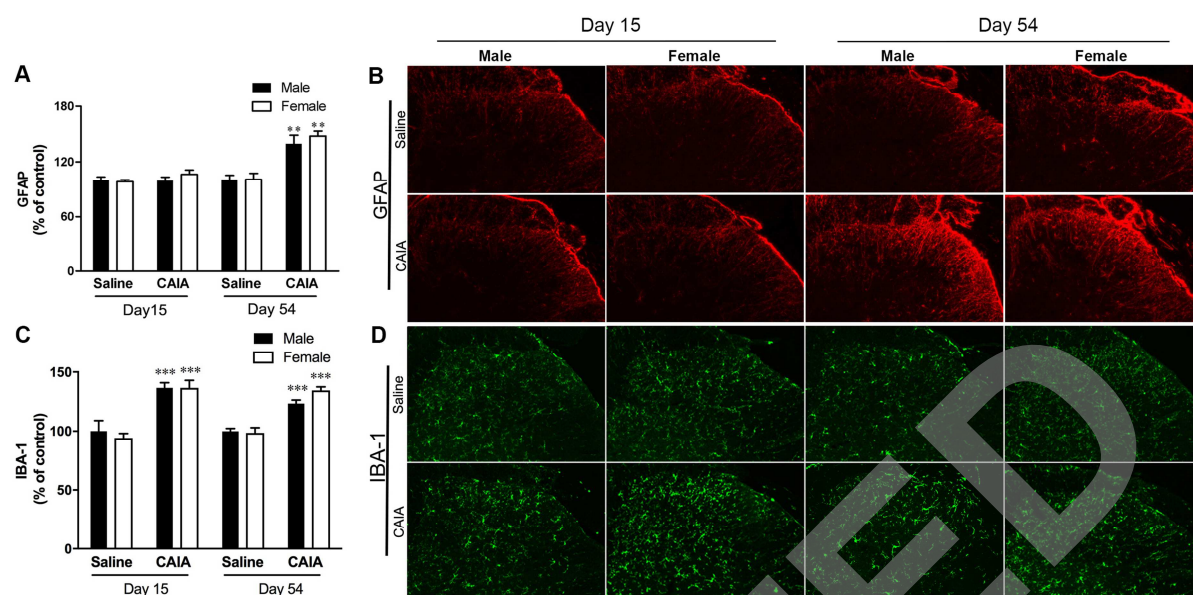 Day 15 Day 54
Male Female Male Female
A
GFAP
(% of control)
180
120
60
0
Male
Female
** **
Saline CAIA Saline CAIA
Day15 Day 54
B
GFAP
Saline
CAIA
C
IBA-1
(% of control)
150
100
50
0
Male
Female
*** *** *** ***
Saline CAIA Saline CAIA
Day 15 Day 54
D
IBA-1
Saline
CAIA